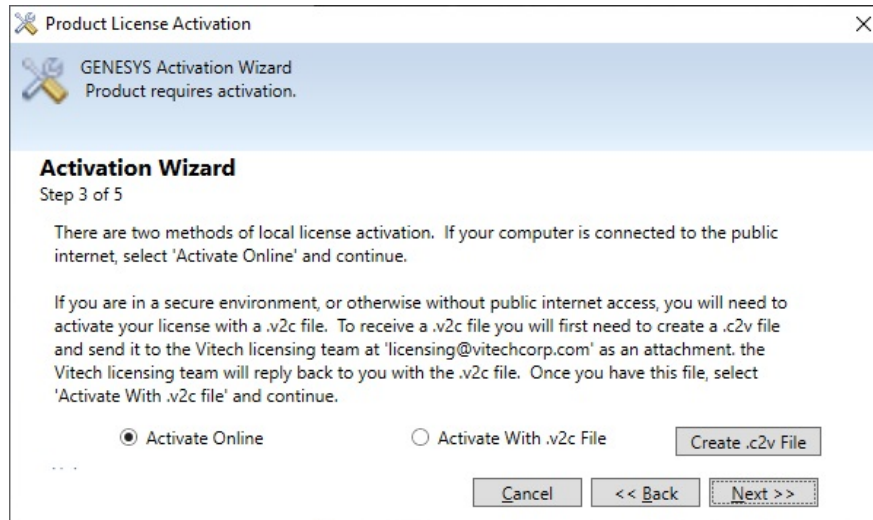 Product License Activation
GENESYS Activation Wizard
Product requires activation.
Activation Wizard
Step 3 of 5
There are two methods of local license activation.  If your computer is connected to the public
internet, select 'Activate Online' and continue.
If you are in a secure environment, or otherwise without public internet access, you will need to
activate your license with a .v2c file.  To receive a .v2c file you will first need to create a .c2v file
and send it to the Vitech licensing team at 'licensing@vitechcorp.com' as an attachment. the
Vitech licensing team will reply back to you with the .v2c file.  Once you have this file, select
'Activate With .v2c file' and continue.
Activate Online
Activate With .v2c File
Create .c2v File
Cancel
<< Back
Next >>